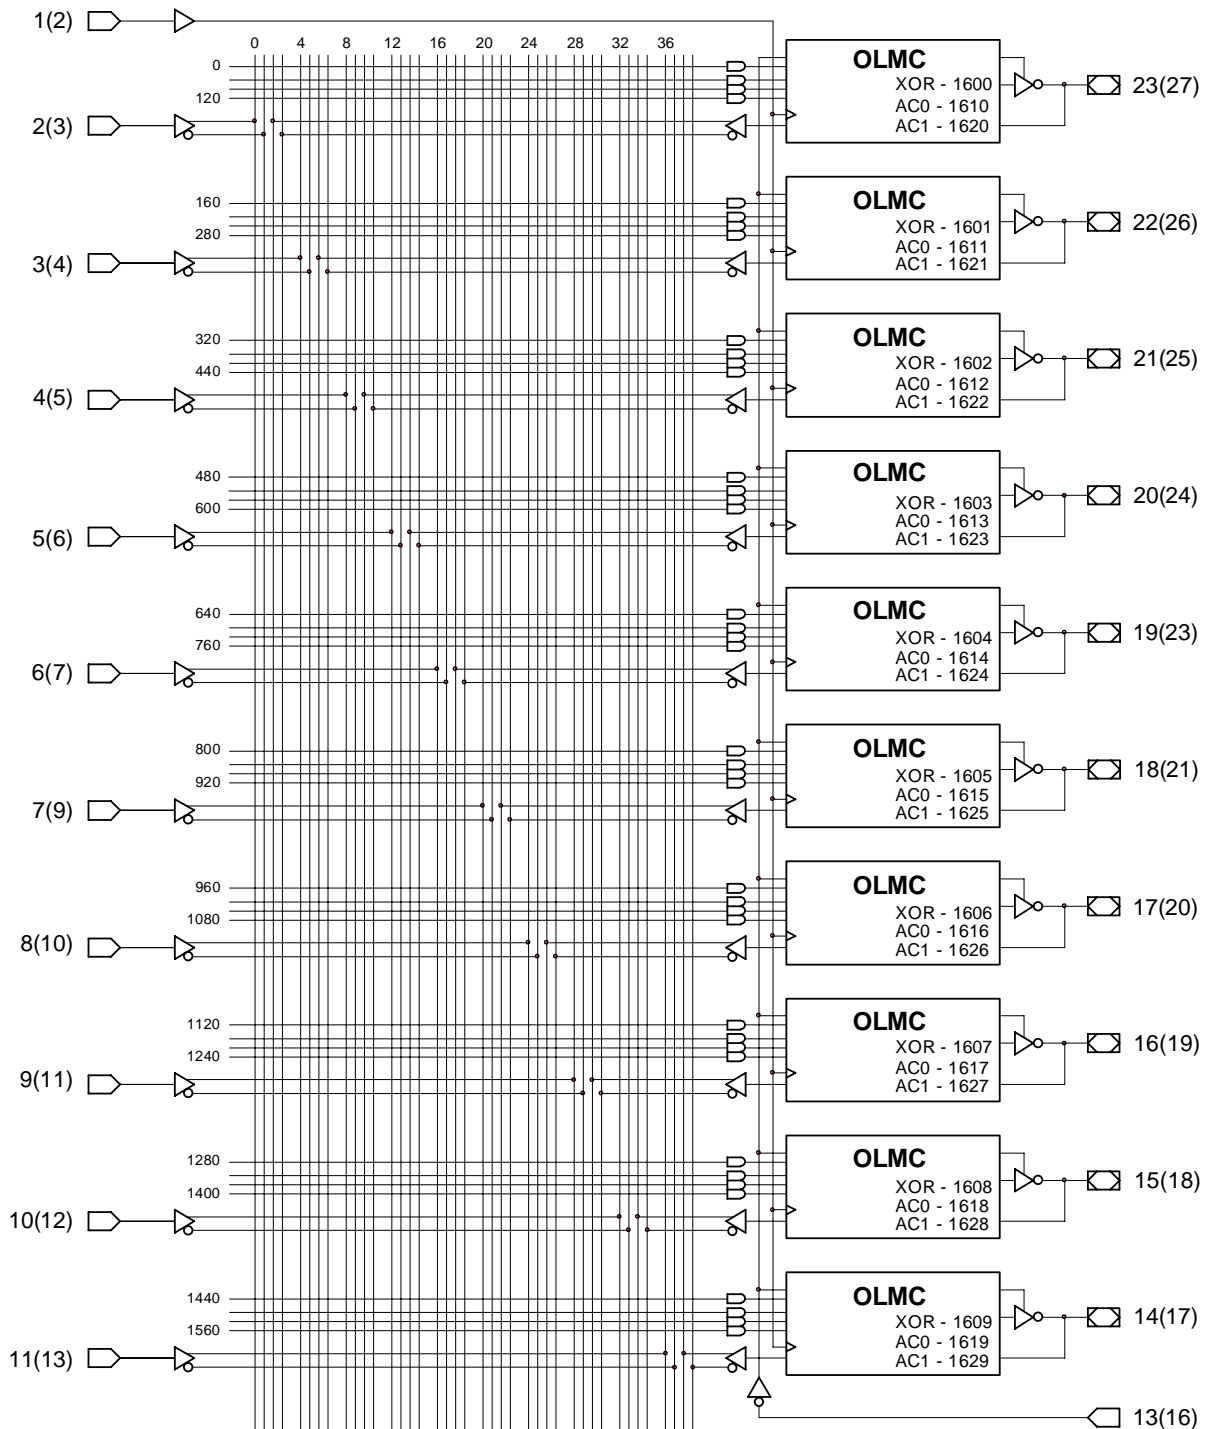 1(2)
0 4 8 12 16 20 24 28 32 36
OLMC
0
XOR - 1600
23(27)
120
AC0 - 1610
2(3)
AC1 - 1620
OLMC
160
XOR - 1601
22(26)
280
AC0 - 1611
3(4)
AC1 - 1621
OLMC
320
XOR - 1602
21(25)
440
AC0 - 1612
4(5)
AC1 - 1622
OLMC
480
XOR - 1603
20(24)
600
AC0 - 1613
5(6)
AC1 - 1623
OLMC
640
XOR - 1604
19(23)
760
AC0 - 1614
6(7)
AC1 - 1624
OLMC
800
XOR - 1605
18(21)
920
AC0 - 1615
7(9)
AC1 - 1625
OLMC
960
XOR - 1606
17(20)
1080
AC0 - 1616
8(10)
AC1 - 1626
OLMC
1120
XOR - 1607
16(19)
1240
AC0 - 1617
9(11)
AC1 - 1627
OLMC
1280
XOR - 1608
15(18)
1400
AC0 - 1618
10(12)
AC1 - 1628
OLMC
1440
XOR - 1609
14(17)
1560
AC0 - 1619
11(13)
AC1 - 1629
13(16)